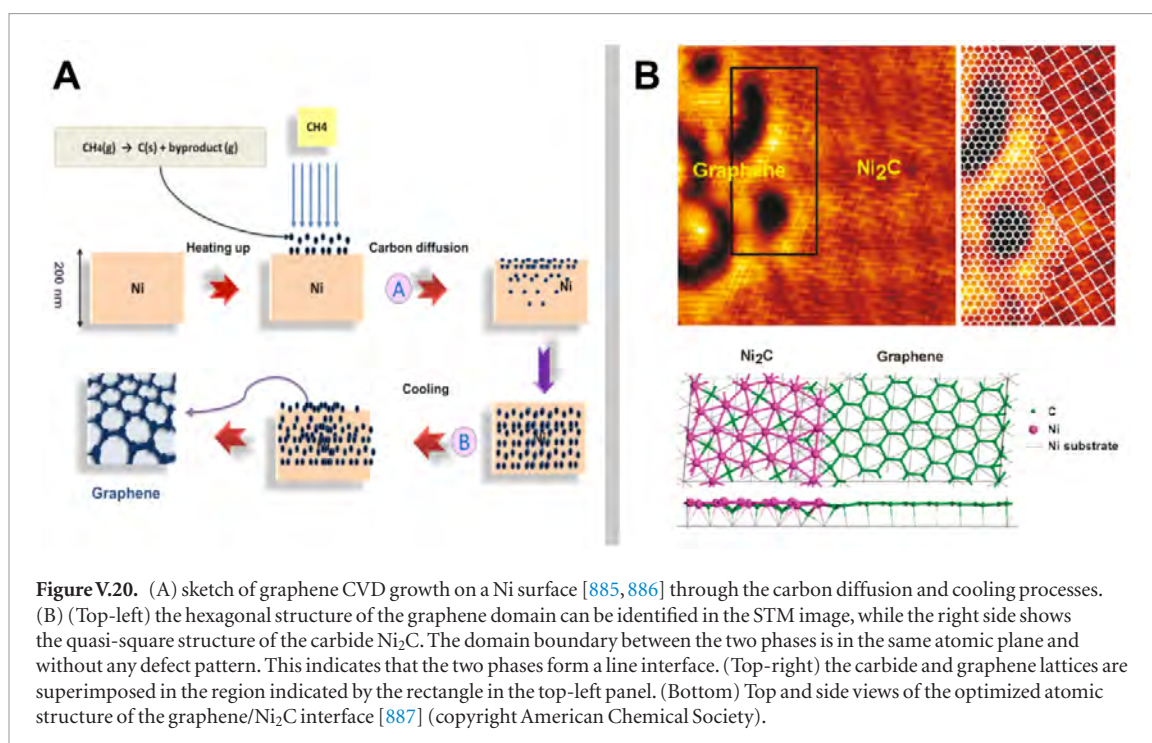 A
CH4
CH₄(g) → C(s) + byproduct (g)
Heating up
Carbon diffusion
200 nm
Ni
Ni
A
Ni
Cooling
B
Ni
Graphene
B
Graphene
Ni₂C
Ni₂C
Graphene
C
Ni
Ni substrate
Figure V.20. (A) sketch of graphene CVD growth on a Ni surface [885, 886] through the carbon diffusion and cooling processes.
(B) (Top-left) the hexagonal structure of the graphene domain can be identified in the STM image, while the right side shows
the quasi-square structure of the carbide Ni₂C. The domain boundary between the two phases is in the same atomic plane and
without any defect pattern. This indicates that the two phases form a line interface. (Top-right) the carbide and graphene lattices are
superimposed in the region indicated by the rectangle in the top-left panel. (Bottom) Top and side views of the optimized atomic
structure of the graphene/Ni₂C interface [887] (copyright American Chemical Society).